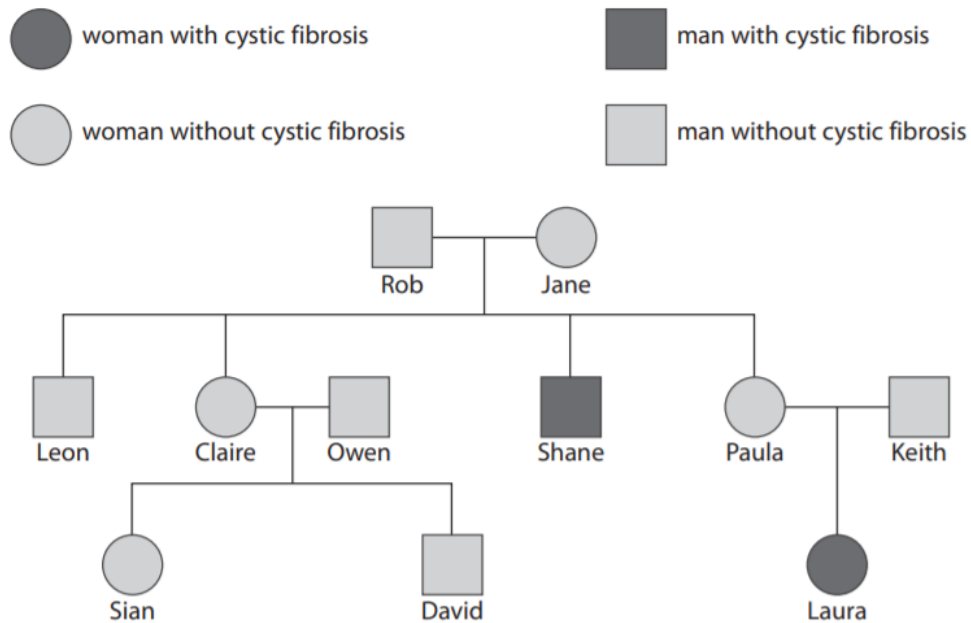 woman with cystic fibrosis
man with cystic fibrosis
woman without cystic fibrosis
man without cystic fibrosis
Rob
Jane
Leon
Claire
Owen
Shane
Paula
Keith
Sian
David
Laura